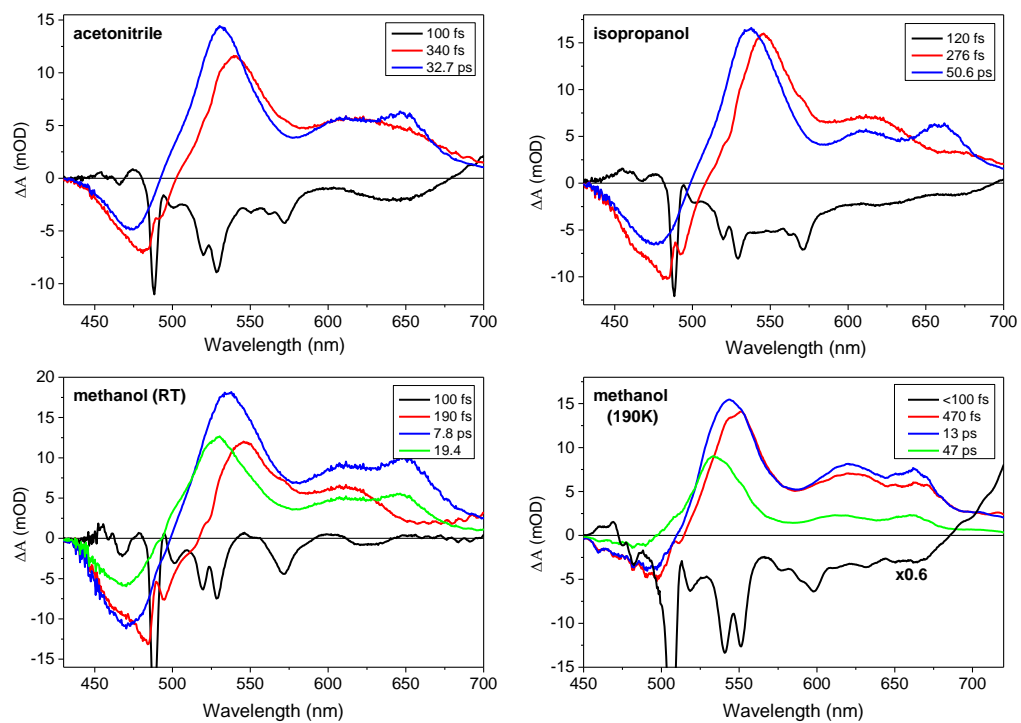 acetonitrile
100 fs
340 fs
32.7 ps
15
10
5
0
-5
-10
ΔA (mOD)
450 500 550 600 650 700
Wavelength (nm)
isopropanol
120 fs
276 fs
50.6 ps
15
10
5
0
-5
-10
ΔA (mOD)
450 500 550 600 650 700
Wavelength (nm)
methanol (RT)
100 fs
190 fs
7.8 ps
19.4
20
15
10
5
0
-5
-10
-15
ΔA (mOD)
450 500 550 600 650 700
Wavelength (nm)
methanol
(190K)
<100 fs
470 fs
13 ps
47 ps
15
10
5
0
-5
-10
-15
x0.6
ΔA (mOD)
450 500 550 600 650 700
Wavelength (nm)